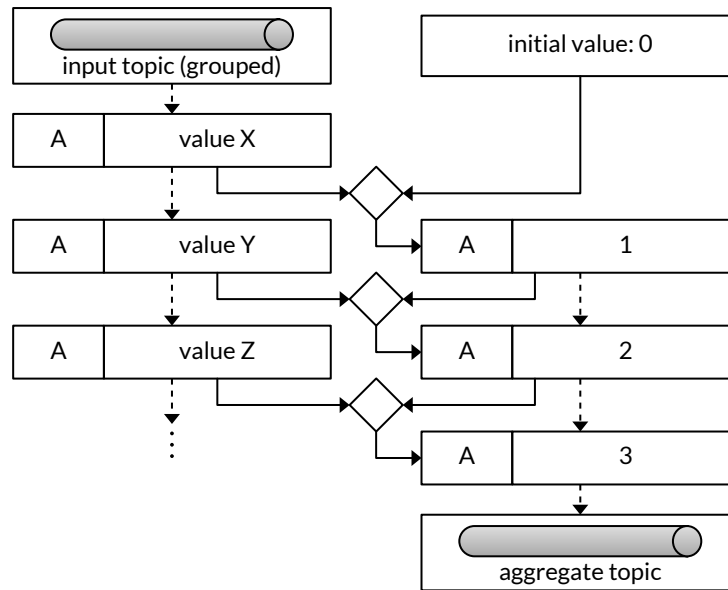 input topic (grouped)
initial value: 0
A value X
A value Y
A 1
A value Z
A 2
A 3
aggregate topic